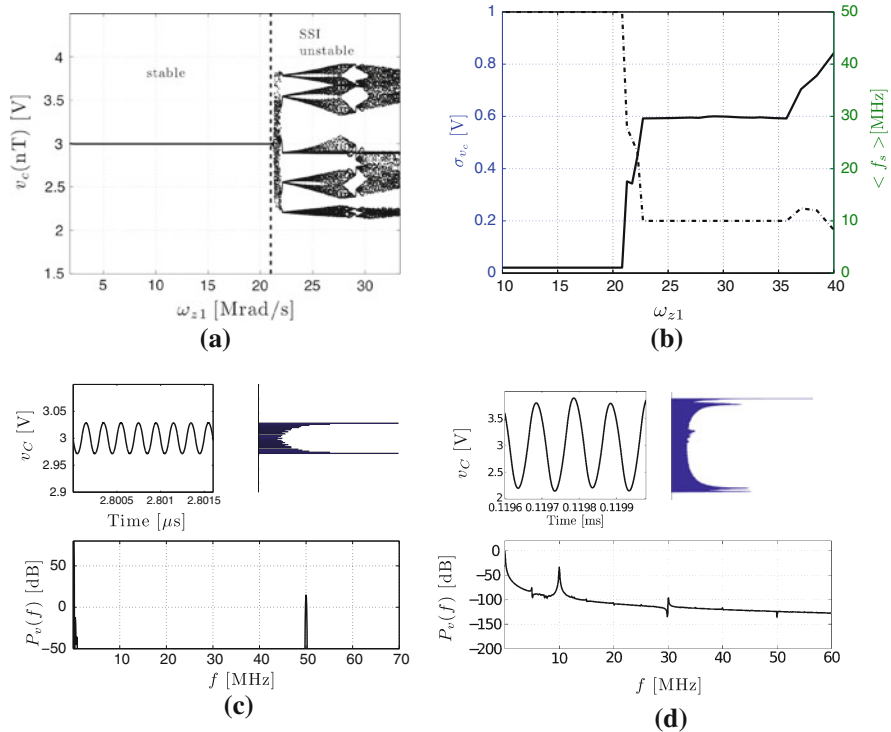 4
3.5
3
2.5
2
1.5
v_c(nT) [V]
stable
SSI
unstable
5 10 15 20 25 30
ω_z1 [Mrad/s]
(a)
1
0.8
0.6
0.4
0.2
0
σ_v_c [V]
50
40
30
20
10
0
< f_s >[MHz]
10 15 20 25 30 35 40
ω_z1
(b)
3.05
3
2.95
2.9
v_C [V]
2.8005 2.801 2.8015
Time [μs]
50
0
−50
P_v(f) [dB]
10 20 30 40 50 60 70
f [MHz]
(c)
4
3.5
3
2.5
2
v_C [V]
0.1196 0.1197 0.1198 0.1199
Time [ms]
0
−50
−100
−150
−200
P_v(f) [dB]
10 20 30 40 50 60
f [MHz]
(d)